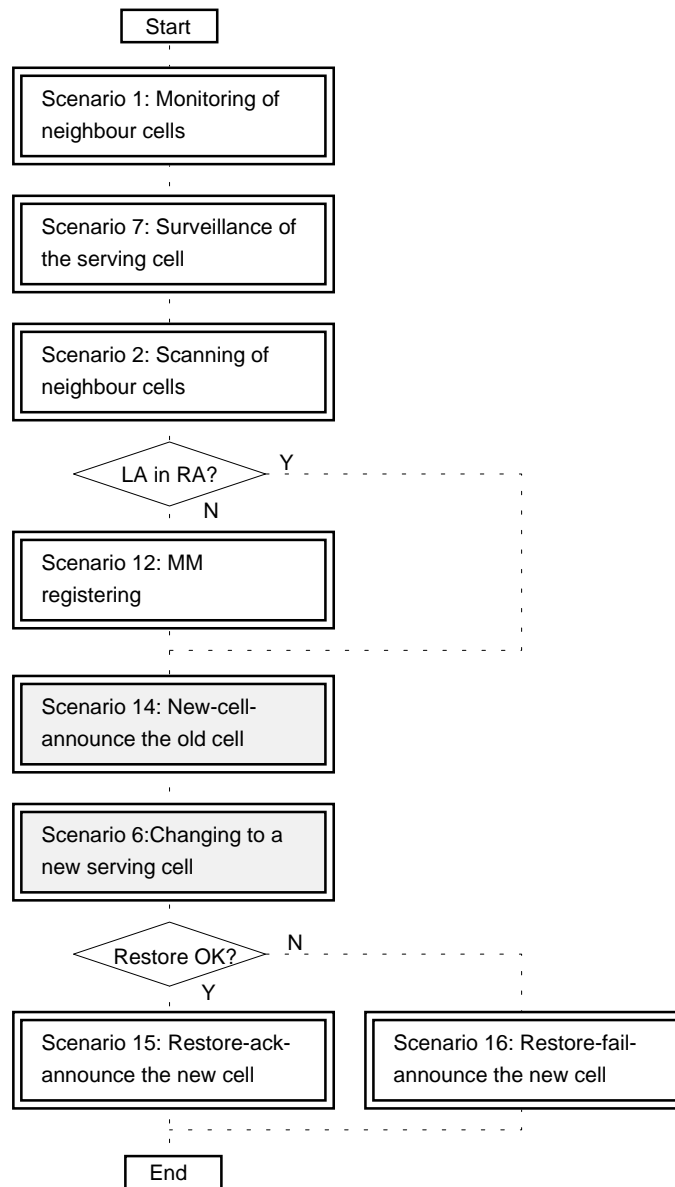 Start
Scenario 1: Monitoring of
neighbour cells
Scenario 7: Surveillance of
the serving cell
Scenario 2: Scanning of
neighbour cells
LA in RA?
Y
N
Scenario 12: MM
registering
Scenario 14: New-cell-
announce the old cell
Scenario 6:Changing to a
new serving cell
Restore OK?
N
Y
Scenario 15: Restore-ack-
announce the new cell
Scenario 16: Restore-fail-
announce the new cell
End